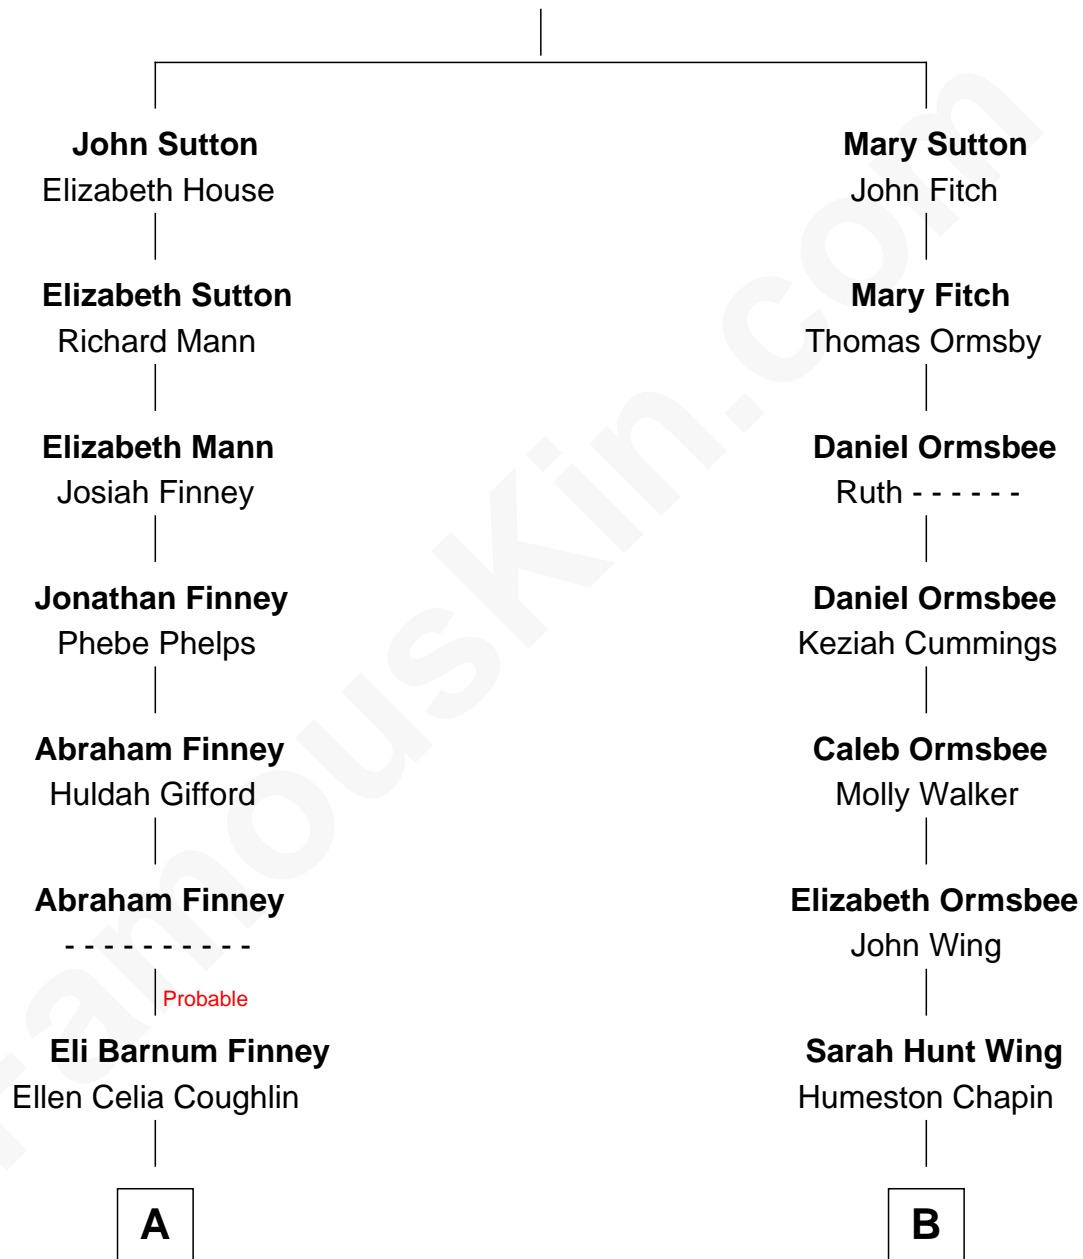 John Sutton
Elizabeth House
Elizabeth Sutton
Richard Mann
Elizabeth Mann
Josiah Finney
Jonathan Finney
Phebe Phelps
Abraham Finney
Huldah Gifford
Abraham Finney
- - - - - - - - - -
Probable
Eli Barnum Finney
Ellen Celia Coughlin
A
Mary Sutton
John Fitch
Mary Fitch
Thomas Ormsby
Daniel Ormsbee
Ruth - - - - - -
Daniel Ormsbee
Keziah Cummings
Caleb Ormsbee
Molly Walker
Elizabeth Ormsbee
John Wing
Sarah Hunt Wing
Humeston Chapin
B
FamousKin.com